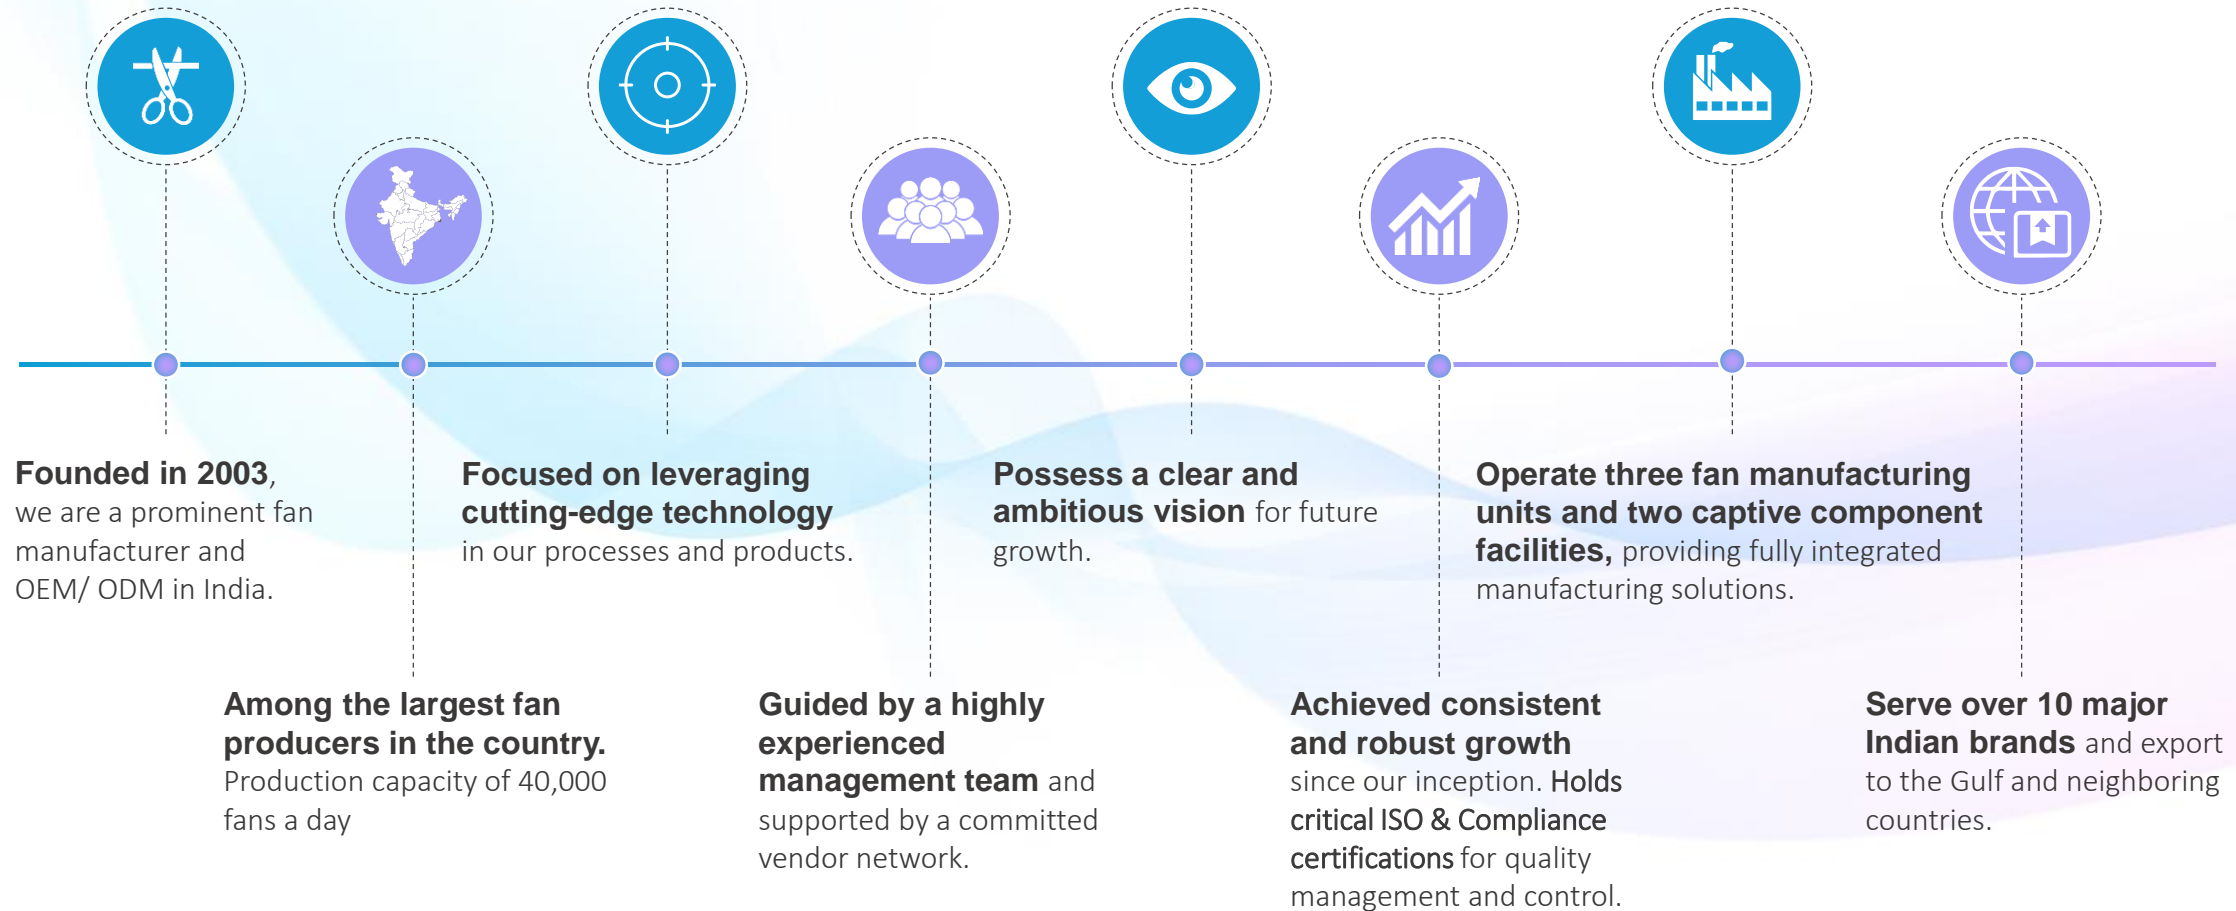 Founded in 2003,
we are a prominent fan
manufacturer and
OEM/ ODM in India.
Among the largest fan
producers in the country.
Production capacity of 40,000
fans a day
Focused on leveraging
cutting-edge technology
in our processes and products.
Guided by a highly
experienced
management team and
supported by a committed
vendor network.
Possess a clear and
ambitious vision for future
growth.
Achieved consistent
and robust growth
since our inception. Holds
critical ISO & Compliance
certifications for quality
management and control.
Operate three fan manufacturing
units and two captive component
facilities, providing fully integrated
manufacturing solutions.
Serve over 10 major
Indian brands and export
to the Gulf and neighboring
countries.